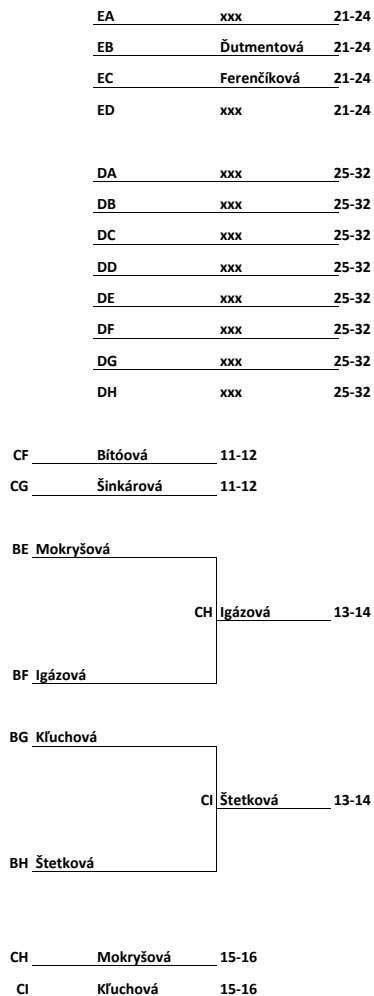 EA xxx 21-24
EB Ďutmentová 21-24
EC Ferenčíková 21-24
ED xxx 21-24
DA xxx 25-32
DB xxx 25-32
DC xxx 25-32
DD xxx 25-32
DE xxx 25-32
DF xxx 25-32
DG xxx 25-32
DH xxx 25-32
CF Bítóová 11-12
CG Šinkárová 11-12
BE Mokryšová
CH Igázová 13-14
BF Igázová
BG Kľuchová
CI Štetková 13-14
BH Štetková
CH Mokryšová 15-16
CI Kľuchová 15-16